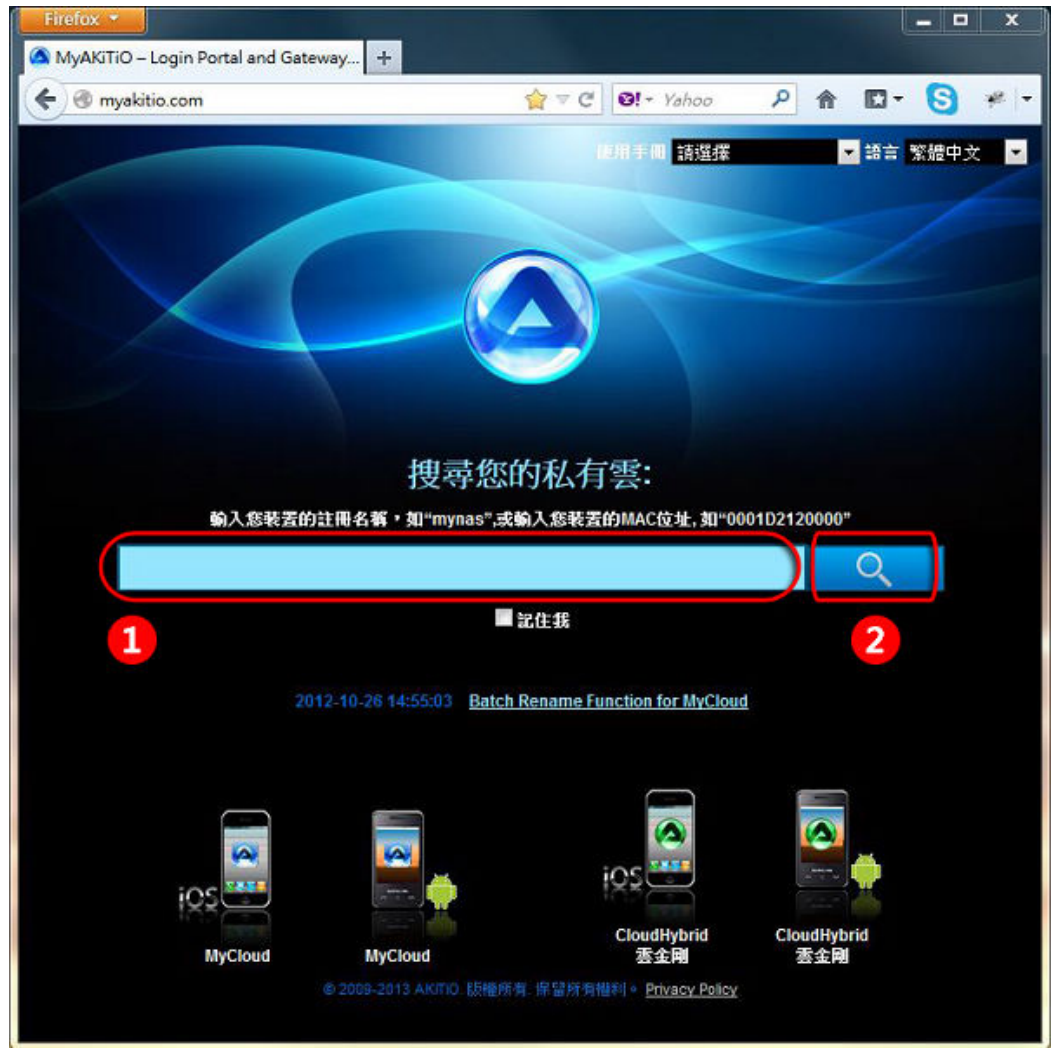 Firefox
MyAKiTiO – Login Portal and Gateway...
myakitio.com
Yahoo
使用手冊 請選擇 語言 繁體中文
搜尋您的私有雲:
輸入您裝置的註冊名稱，如“mynas”,或輸入您裝置的MAC位址, 如“0001D2120000”
記住我
1
2
2012-10-26 14:55:03 Batch Rename Function for MyCloud
iOS
iOS
MyCloud
MyCloud
CloudHybrid
雲金剛
CloudHybrid
雲金剛
© 2009-2013 AKiTiO. 版權所有. 保留所有權利。 Privacy Policy